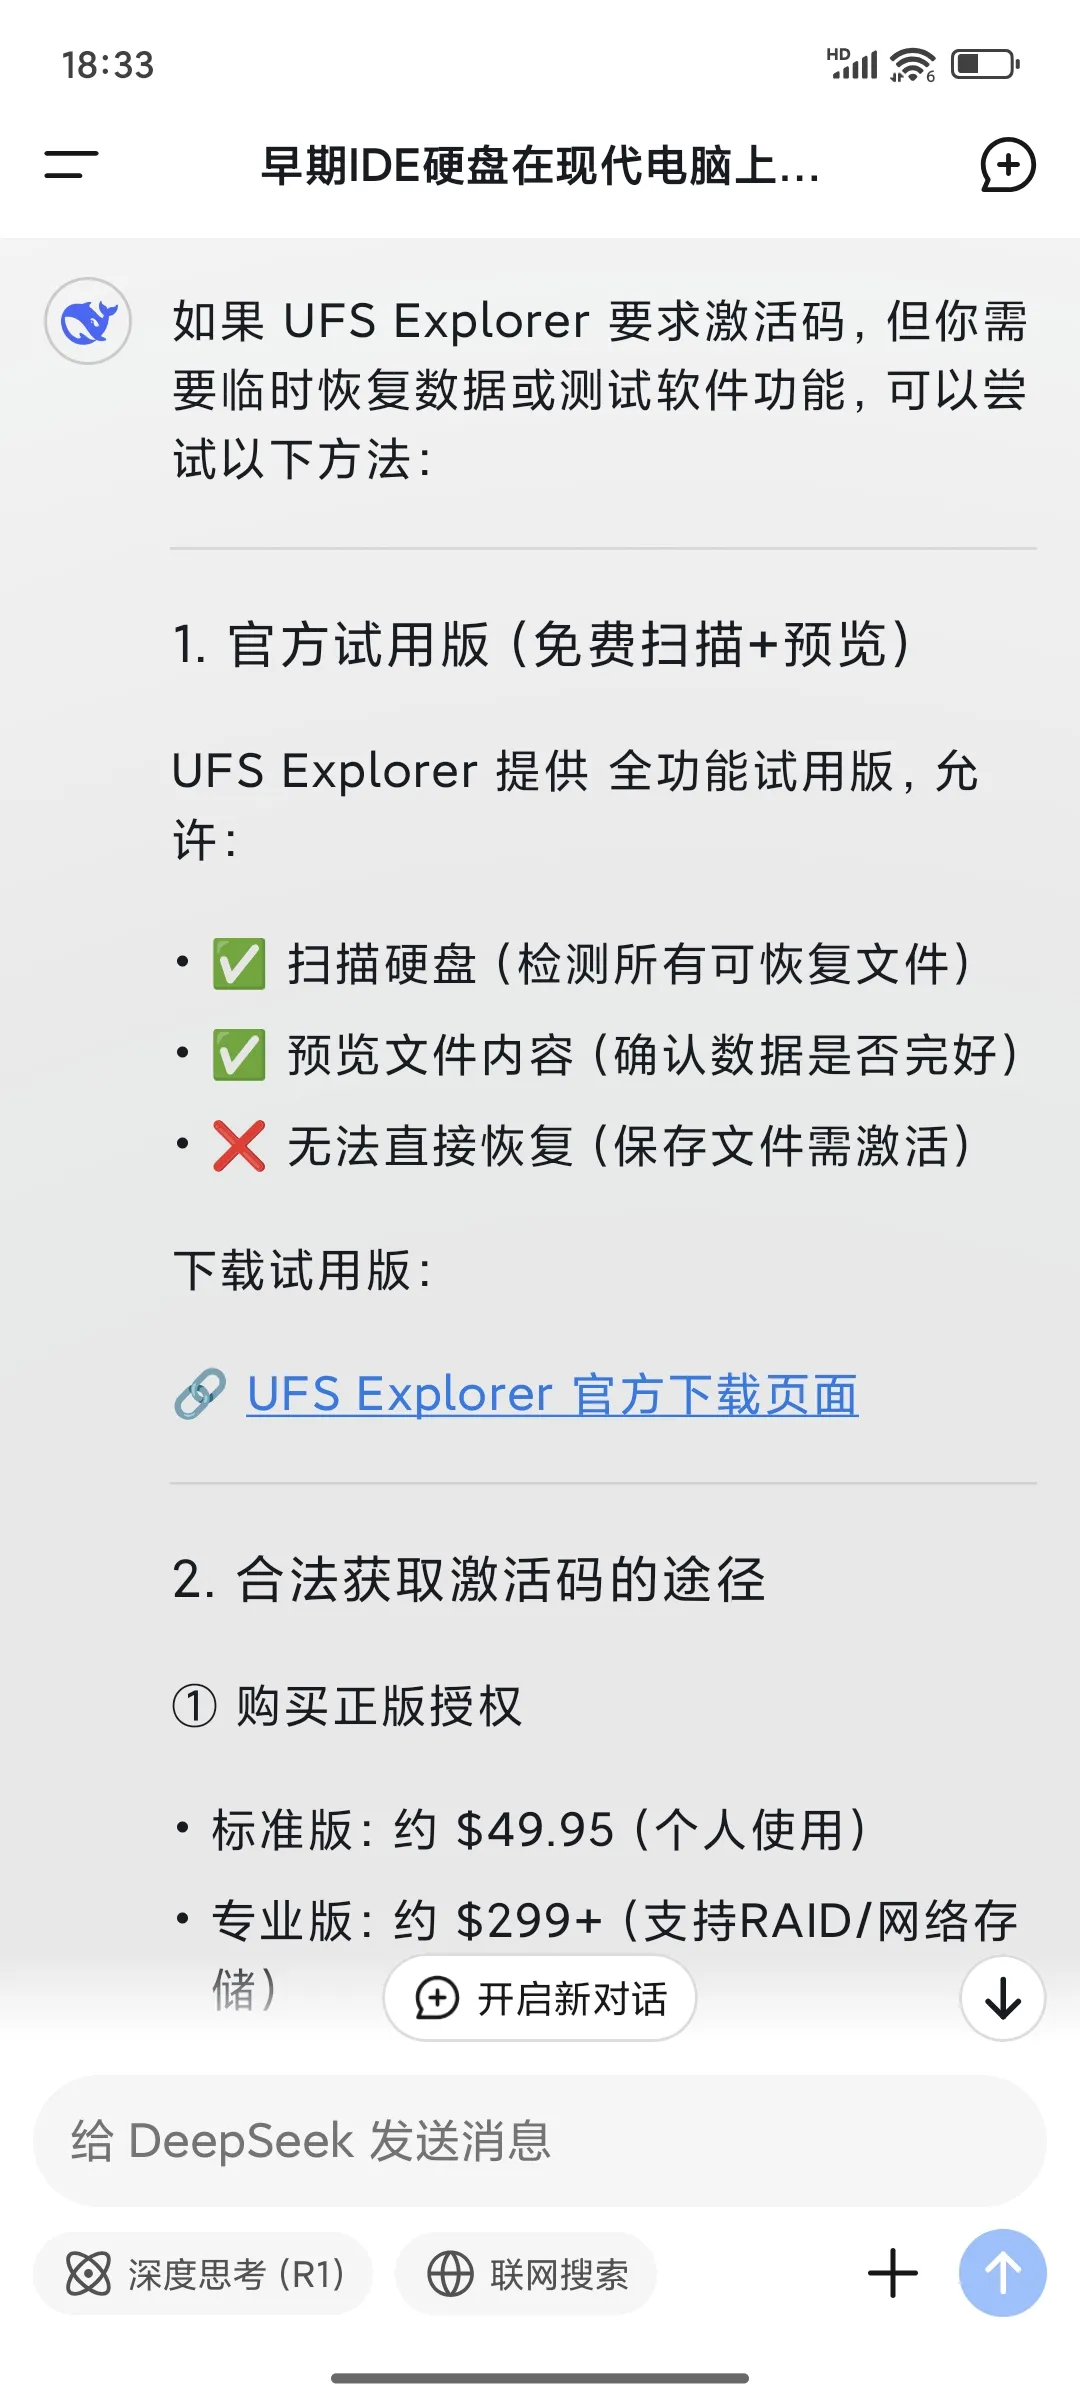 18:33
HD
6
早期IDE硬盘在现代电脑上...
如果 UFS Explorer 要求激活码，但你需
要临时恢复数据或测试软件功能，可以尝
试以下方法：
1. 官方试用版（免费扫描+预览）
UFS Explorer 提供 全功能试用版，允
许：
• ✅ 扫描硬盘（检测所有可恢复文件）
• ✅ 预览文件内容（确认数据是否完好）
• ❌ 无法直接恢复（保存文件需激活）
下载试用版：
🔗 UFS Explorer 官方下载页面
2. 合法获取激活码的途径
① 购买正版授权
• 标准版：约 $49.95（个人使用）
• 专业版：约 $299+（支持RAID/网络存
储）
开启新对话
给 DeepSeek 发送消息
深度思考 (R1)
联网搜索